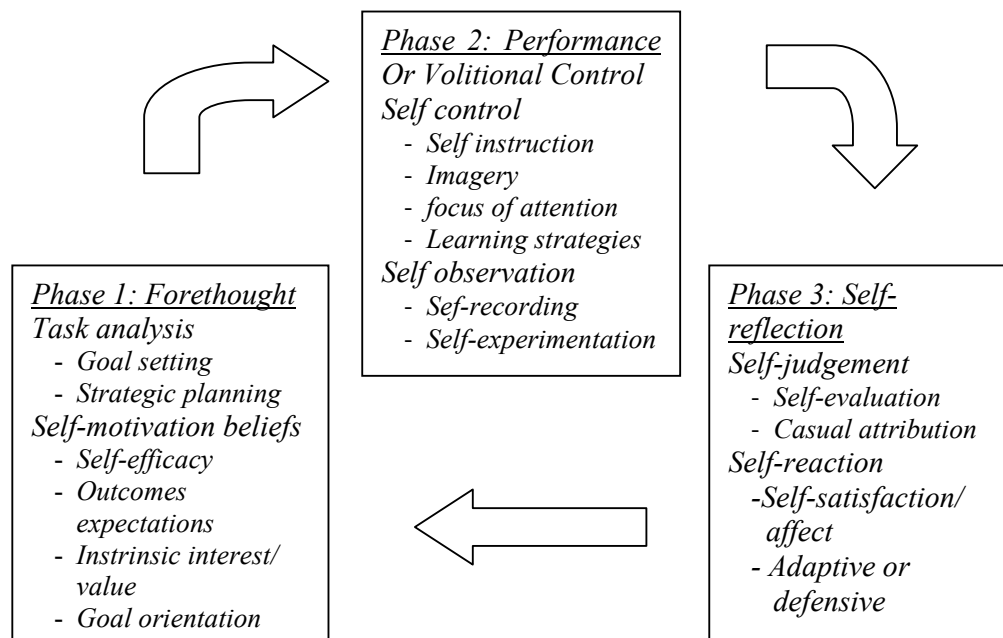 Phase 2: Performance
Or Volitional Control
Self control
- Self instruction
- Imagery
- focus of attention
- Learning strategies
Self observation
- Sef-recording
- Self-experimentation
Phase 1: Forethought
Task analysis
- Goal setting
- Strategic planning
Self-motivation beliefs
- Self-efficacy
- Outcomes
expectations
- Instrinsic interest/
value
- Goal orientation
Phase 3: Self-
reflection
Self-judgement
- Self-evaluation
- Casual attribution
Self-reaction
-Self-satisfaction/
affect
- Adaptive or
defensive